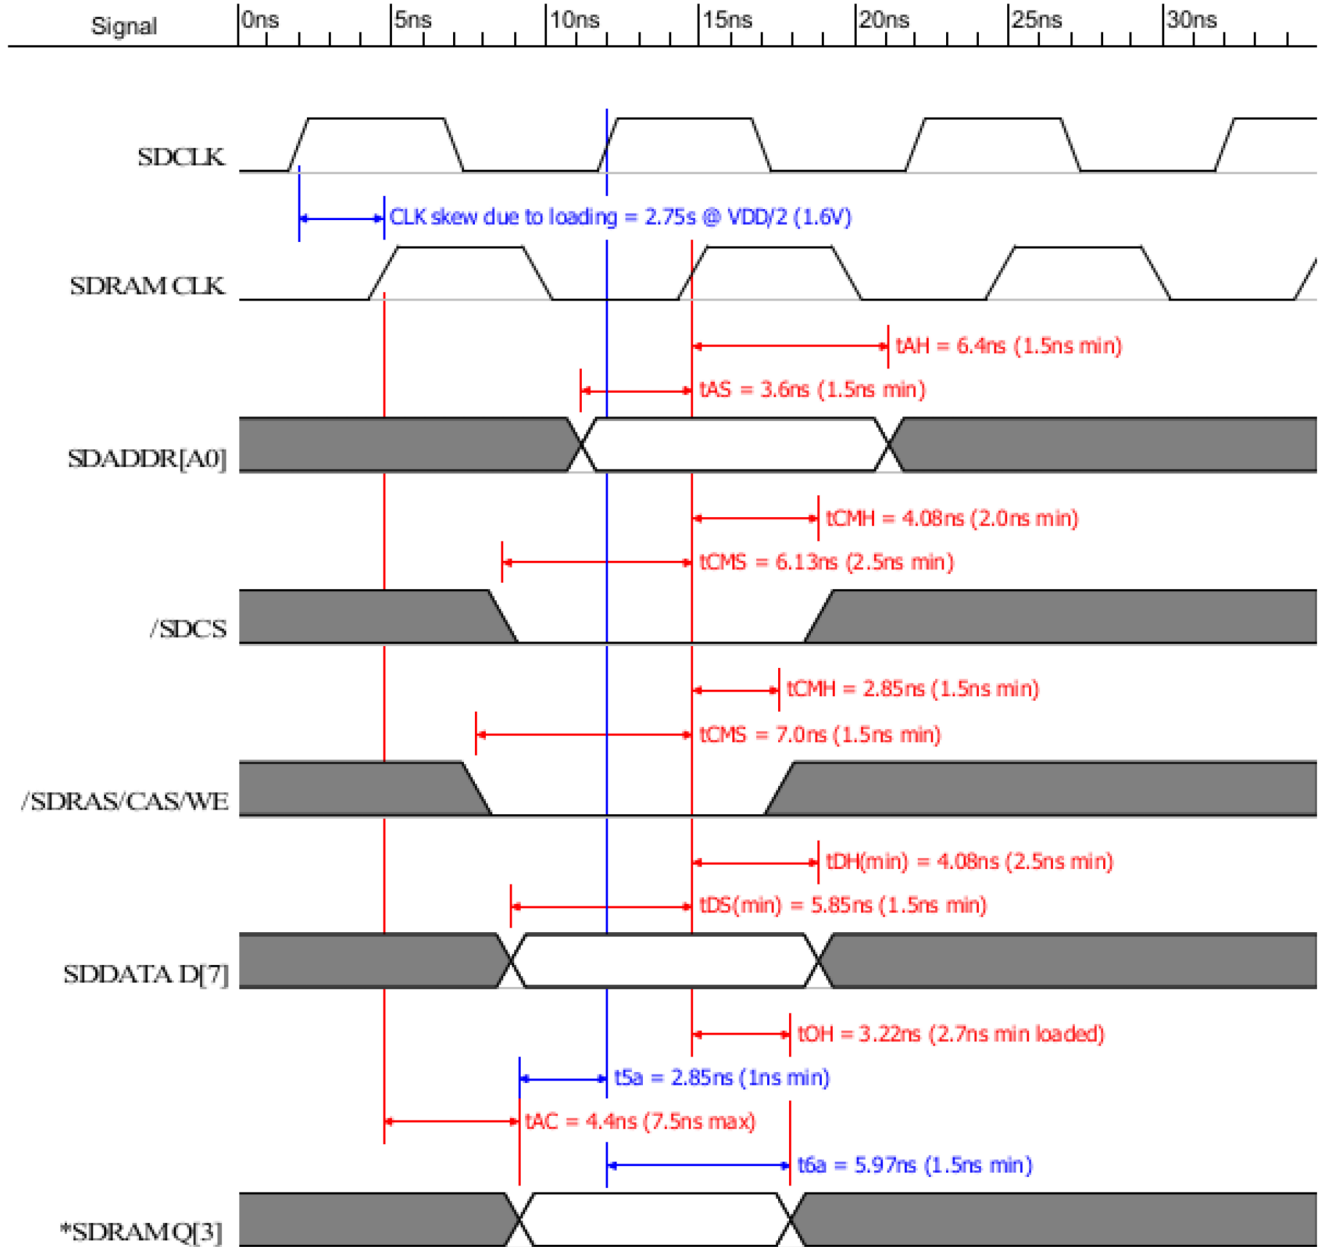 Signal 0ns 5ns 10ns 15ns 20ns 25ns 30ns
SDCLK
CLK skew due to loading = 2.75s @ VDD/2 (1.6V)
SDRAM CLK
tAH = 6.4ns (1.5ns min)
tAS = 3.6ns (1.5ns min)
SDADDR[A0]
tCMH = 4.08ns (2.0ns min)
tCMS = 6.13ns (2.5ns min)
/SDCS
tCMH = 2.85ns (1.5ns min)
tCMS = 7.0ns (1.5ns min)
/SDRAS/CAS/WE
tDH(min) = 4.08ns (2.5ns min)
tDS(min) = 5.85ns (1.5ns min)
SDDATA D[7]
tOH = 3.22ns (2.7ns min loaded)
t5a = 2.85ns (1ns min)
tAC = 4.4ns (7.5ns max)
t6a = 5.97ns (1.5ns min)
*SDRAM Q[3]